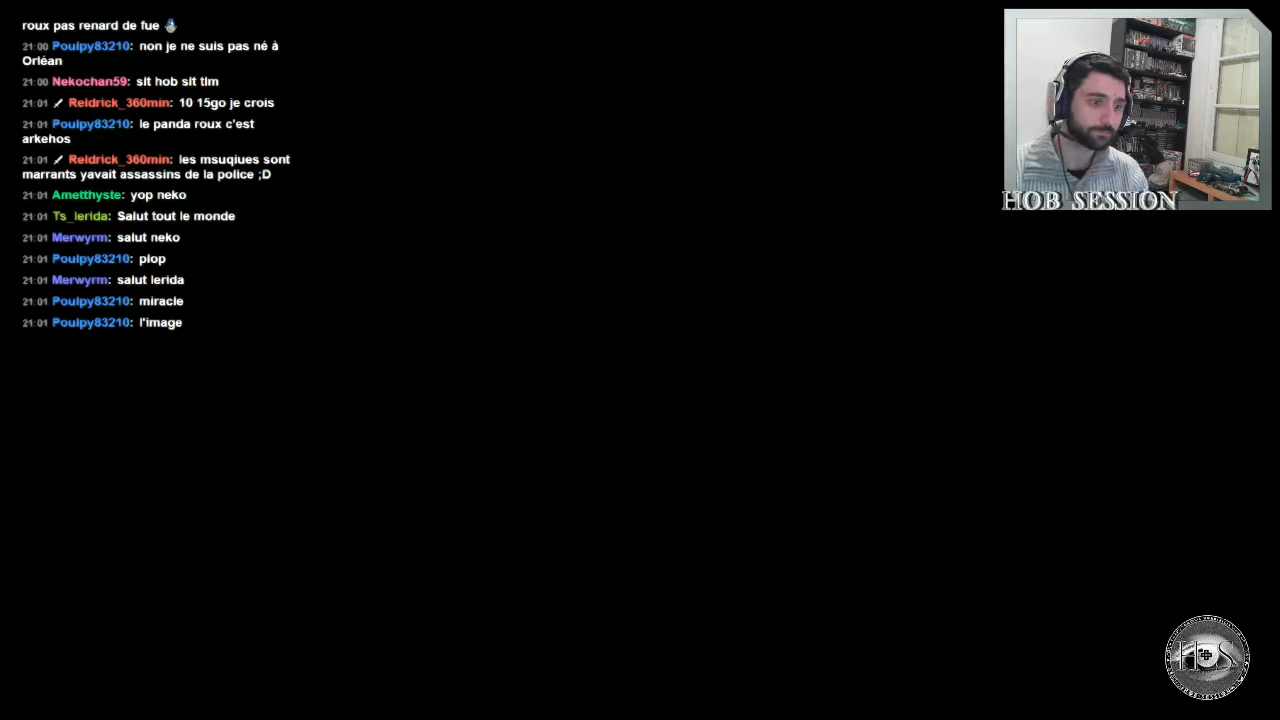 roux pas renard de fue
21:00 Poulpy83210: non je ne suis pas né à
Orléan
21:00 Nekochan59: slt hob slt tlm
21:01 Reldrick_360min: 10 15go je crois
21:01 Poulpy83210: le panda roux c'est
arkehos
21:01 Reldrick_360min: les msuqiues sont
marrants yavait assassins de la police ;D
21:01 Ametthyste: yop neko
21:01 Ts_lerida: Salut tout le monde
21:01 Merwyrm: salut neko
21:01 Poulpy83210: plop
21:01 Merwyrm: salut lerida
21:01 Poulpy83210: miracle
21:01 Poulpy83210: l'image
HOB SESSION
HOS